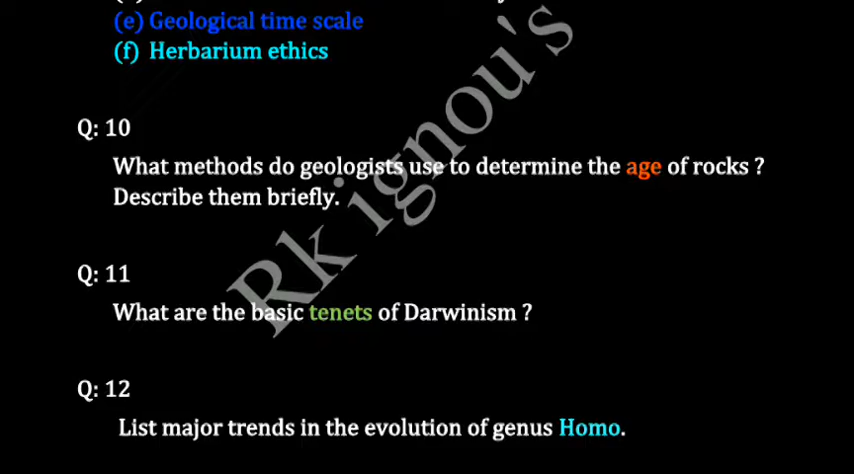 (e) Geological time scale
(f) Herbarium ethics
Q: 10
What methods do geologists use to determine the age of rocks ?
Describe them briefly.
Q: 11
What are the basic tenets of Darwinism ?
Q: 12
List major trends in the evolution of genus Homo.
Rk ignou's